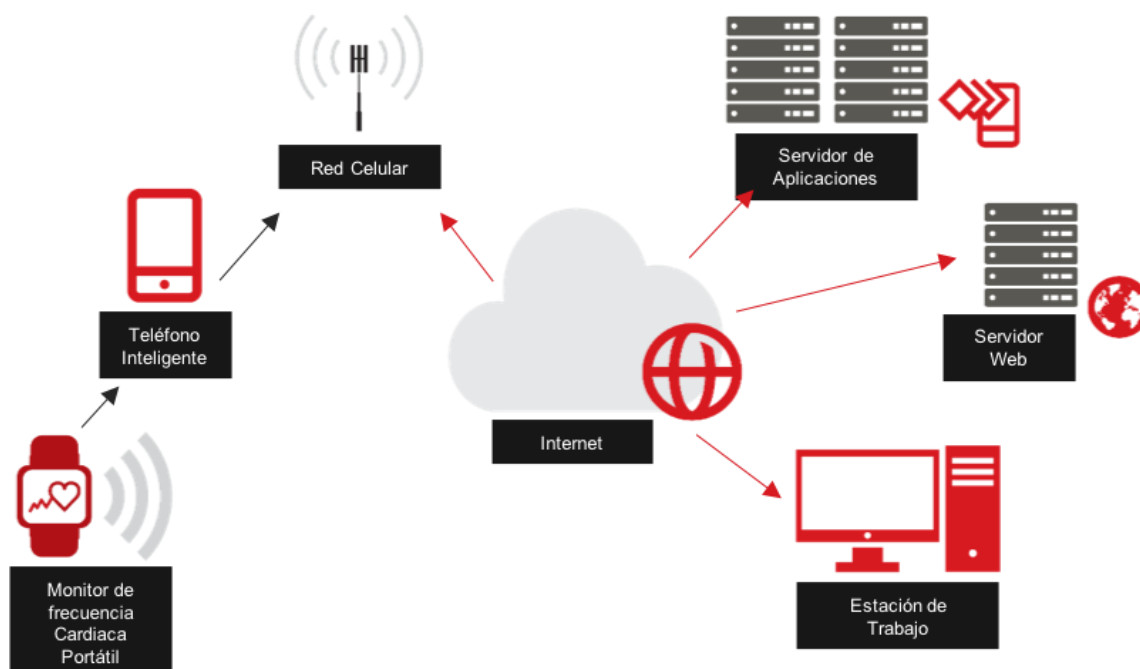 Red Celular
Servidor de
Aplicaciones
Teléfono
Inteligente
Servidor
Web
Internet
Monitor de
frecuencia
Cardiaca
Portátil
Estación de
Trabajo